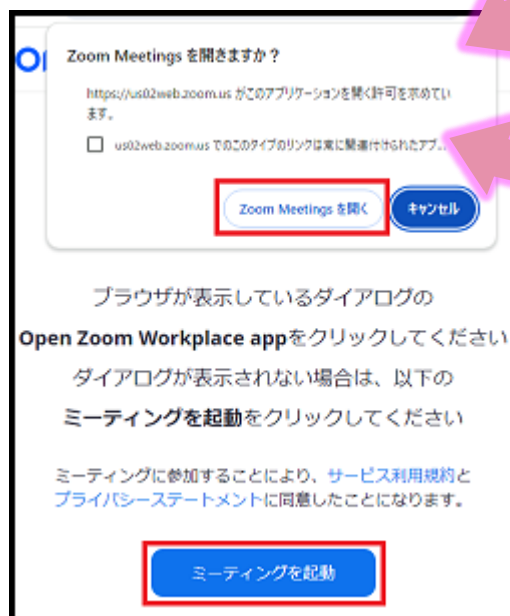 Zoom Meetings を開きますか？
https://us02web.zoom.us がこのアプリケーションを開く許可を求めてい
ます。
us02web.zoom.us でのこのタイプのリンクは常に関連付けられたアプ...
Zoom Meetings を開く
キャンセル
ブラウザが表示しているダイアログの
Open Zoom Workplace appをクリックしてください
ダイアログが表示されない場合は、以下の
ミーティングを起動をクリックしてください
ミーティングに参加することにより、サービス利用規約と
プライバシーステートメントに同意したことになります。
ミーティングを起動